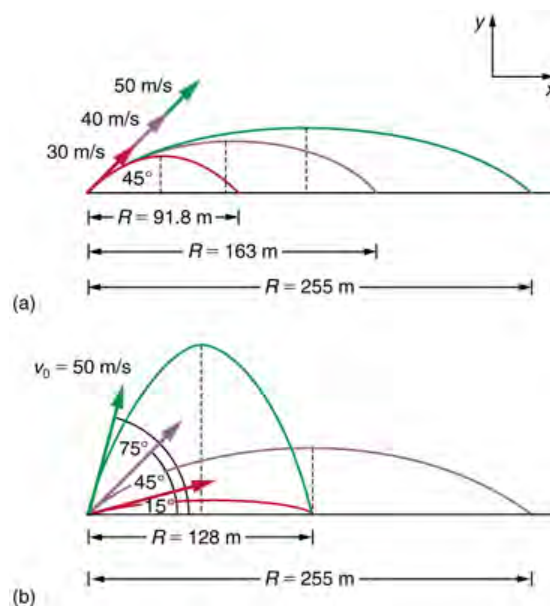 y
x
50 m/s
40 m/s
30 m/s
45°
R = 91.8 m
R = 163 m
R = 255 m
(a)
v₀ = 50 m/s
75°
45°
15°
R = 128 m
R = 255 m
(b)